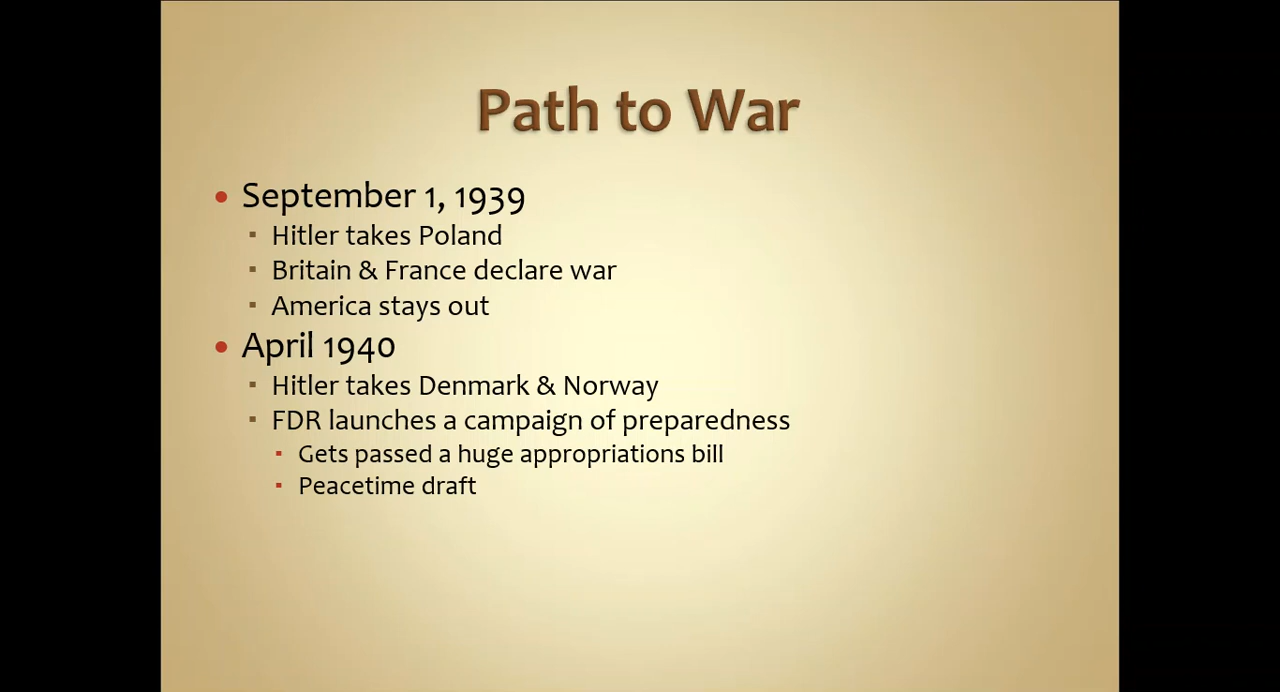 Path to War
• September 1, 1939
▪ Hitler takes Poland
▪ Britain & France declare war
▪ America stays out
• April 1940
▪ Hitler takes Denmark & Norway
▪ FDR launches a campaign of preparedness
▪ Gets passed a huge appropriations bill
▪ Peacetime draft